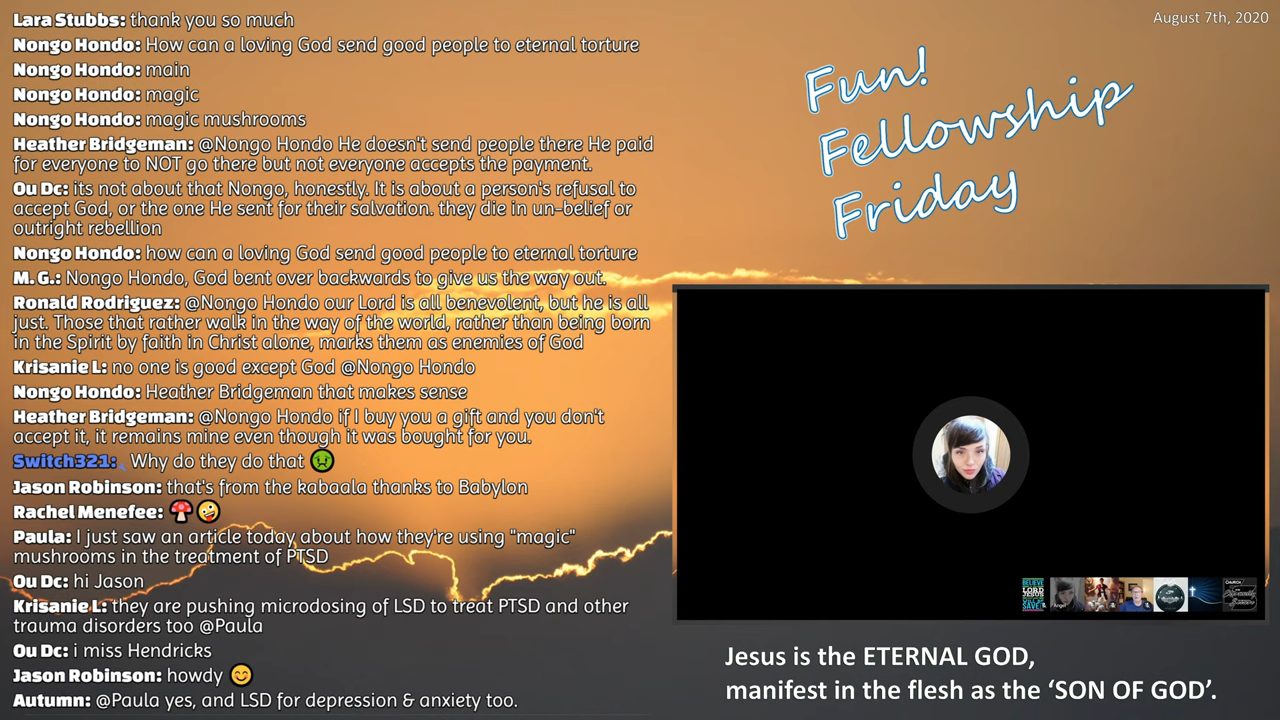 Lara Stubbs: thank you so much
Nongo Hondo: How can a loving God send good people to eternal torture
Nongo Hondo: main
Nongo Hondo: magic
Nongo Hondo: magic mushrooms
Heather Bridgeman: @Nongo Hondo He doesn't send people there He paid
for everyone to NOT go there but not everyone accepts the payment.
Ou Dc: its not about that Nongo, honestly. It is about a person's refusal to
accept God, or the one He sent for their salvation. they die in un-belief or
outright rebellion
Nongo Hondo: how can a loving God send good people to eternal torture
M. G.: Nongo Hondo, God bent over backwards to give us the way out.
Ronald Rodriguez: @Nongo Hondo our Lord is all benevolent, but he is all
just. Those that rather walk in the way of the world, rather than being born
in the Spirit by faith in Christ alone, marks them as enemies of God
Krisanie L: no one is good except God @Nongo Hondo
Nongo Hondo: Heather Bridgeman that makes sense
Heather Bridgeman: @Nongo Hondo if I buy you a gift and you don't
accept it, it remains mine even though it was bought for you.
Switch321: Why do they do that 🤢
Jason Robinson: that's from the kabaala thanks to Babylon
Rachel Menefee: 🍄🤪
Paula: I just saw an article today about how they're using "magic"
mushrooms in the treatment of PTSD
Ou Dc: hi Jason
Krisanie L: they are pushing microdosing of LSD to treat PTSD and other
trauma disorders too @Paula
Ou Dc: i miss Hendricks
Jason Robinson: howdy 😊
Autumn: @Paula yes, and LSD for depression & anxiety too.
August 7th, 2020
Fun!
Fellowship
Friday
BELIEVE
LORD
JESUS
SAVE
Angel
CHURCH
Jesus is the ETERNAL GOD,
manifest in the flesh as the ‘SON OF GOD’.